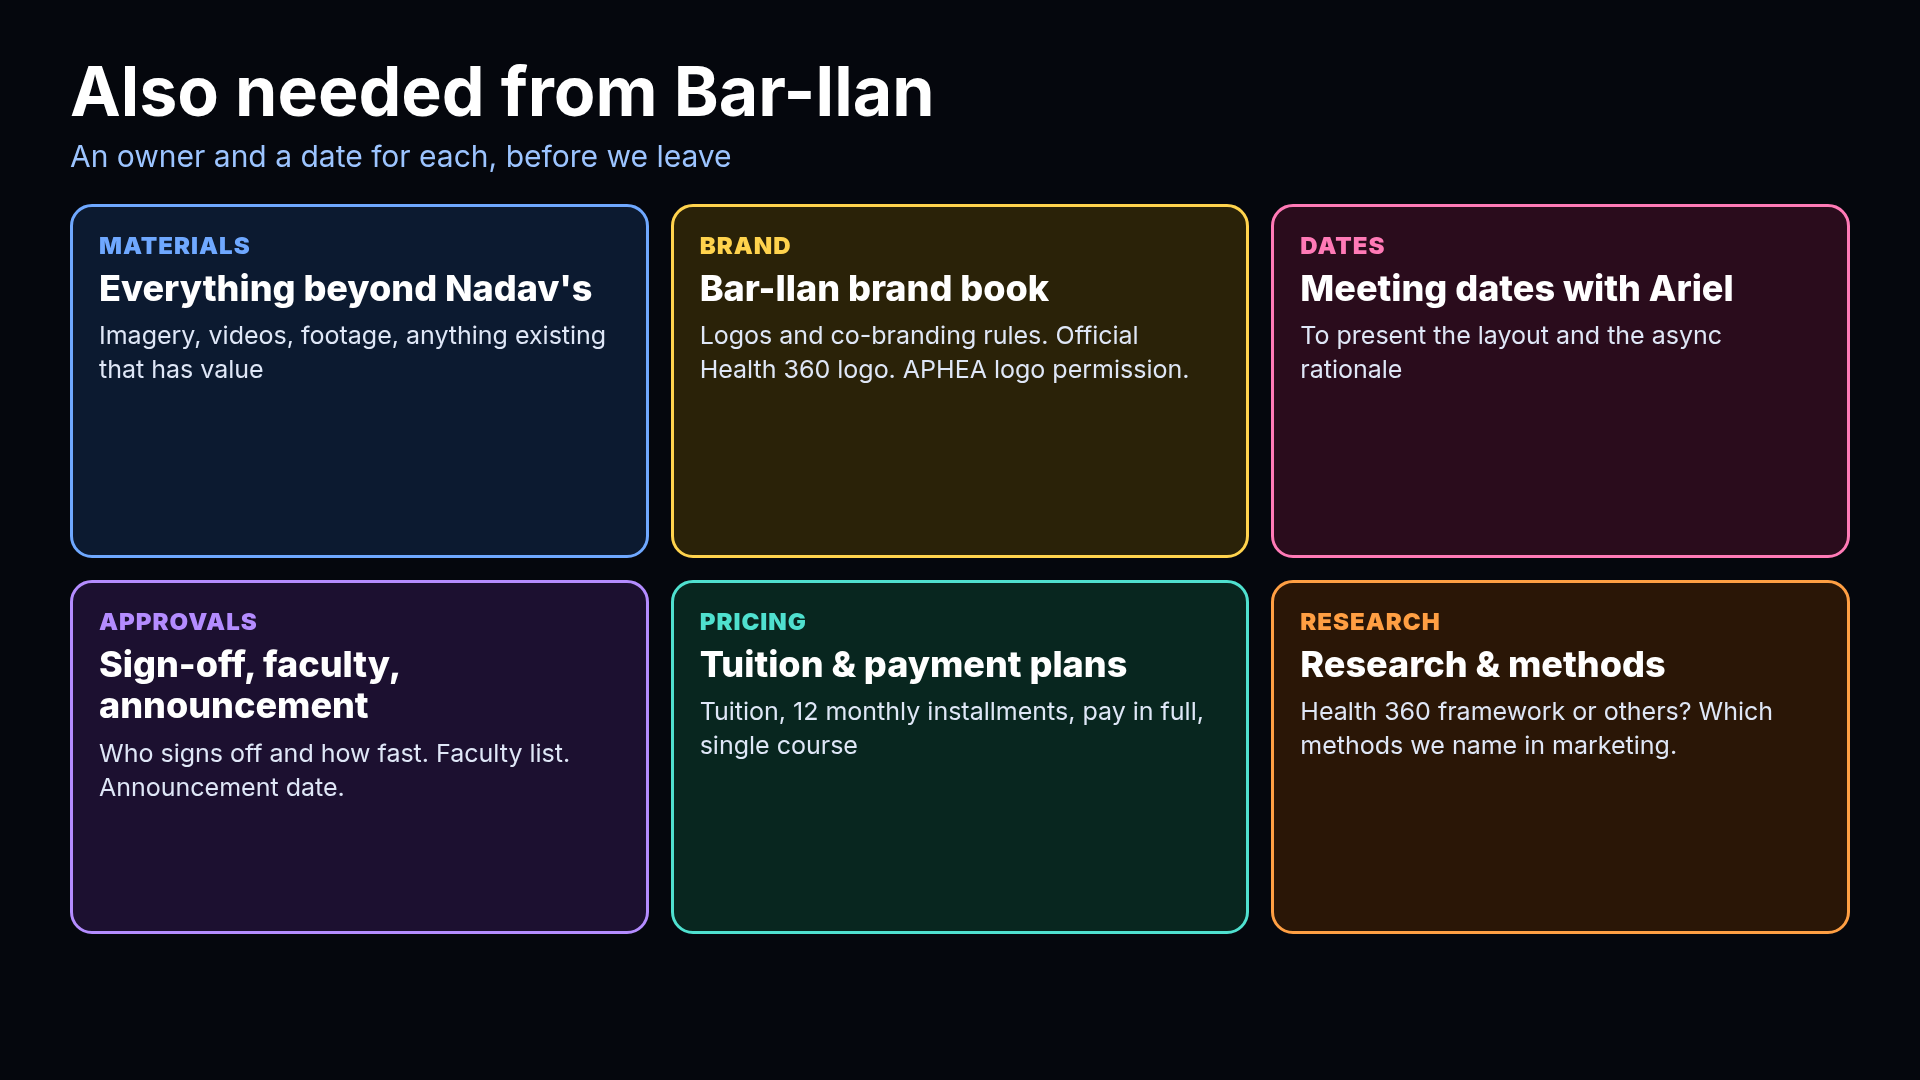 Also needed from Bar-Ilan
An owner and a date for each, before we leave
MATERIALS
Everything beyond Nadav's
Imagery, videos, footage, anything existing
that has value
BRAND
Bar-Ilan brand book
Logos and co-branding rules. Official
Health 360 logo. APHEA logo permission.
DATES
Meeting dates with Ariel
To present the layout and the async
rationale
APPROVALS
Sign-off, faculty,
announcement
Who signs off and how fast. Faculty list.
Announcement date.
PRICING
Tuition & payment plans
Tuition, 12 monthly installments, pay in full,
single course
RESEARCH
Research & methods
Health 360 framework or others? Which
methods we name in marketing.